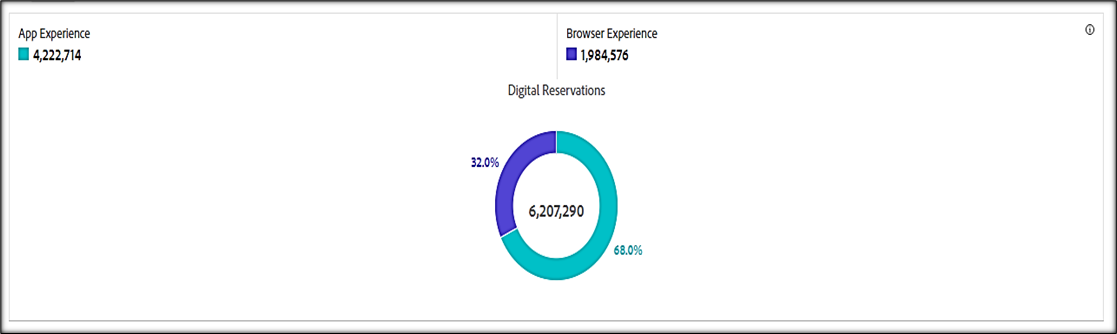 App Experience
4,222,714
Browser Experience
1,984,576
Digital Reservations
32.0%
6,207,290
68.0%